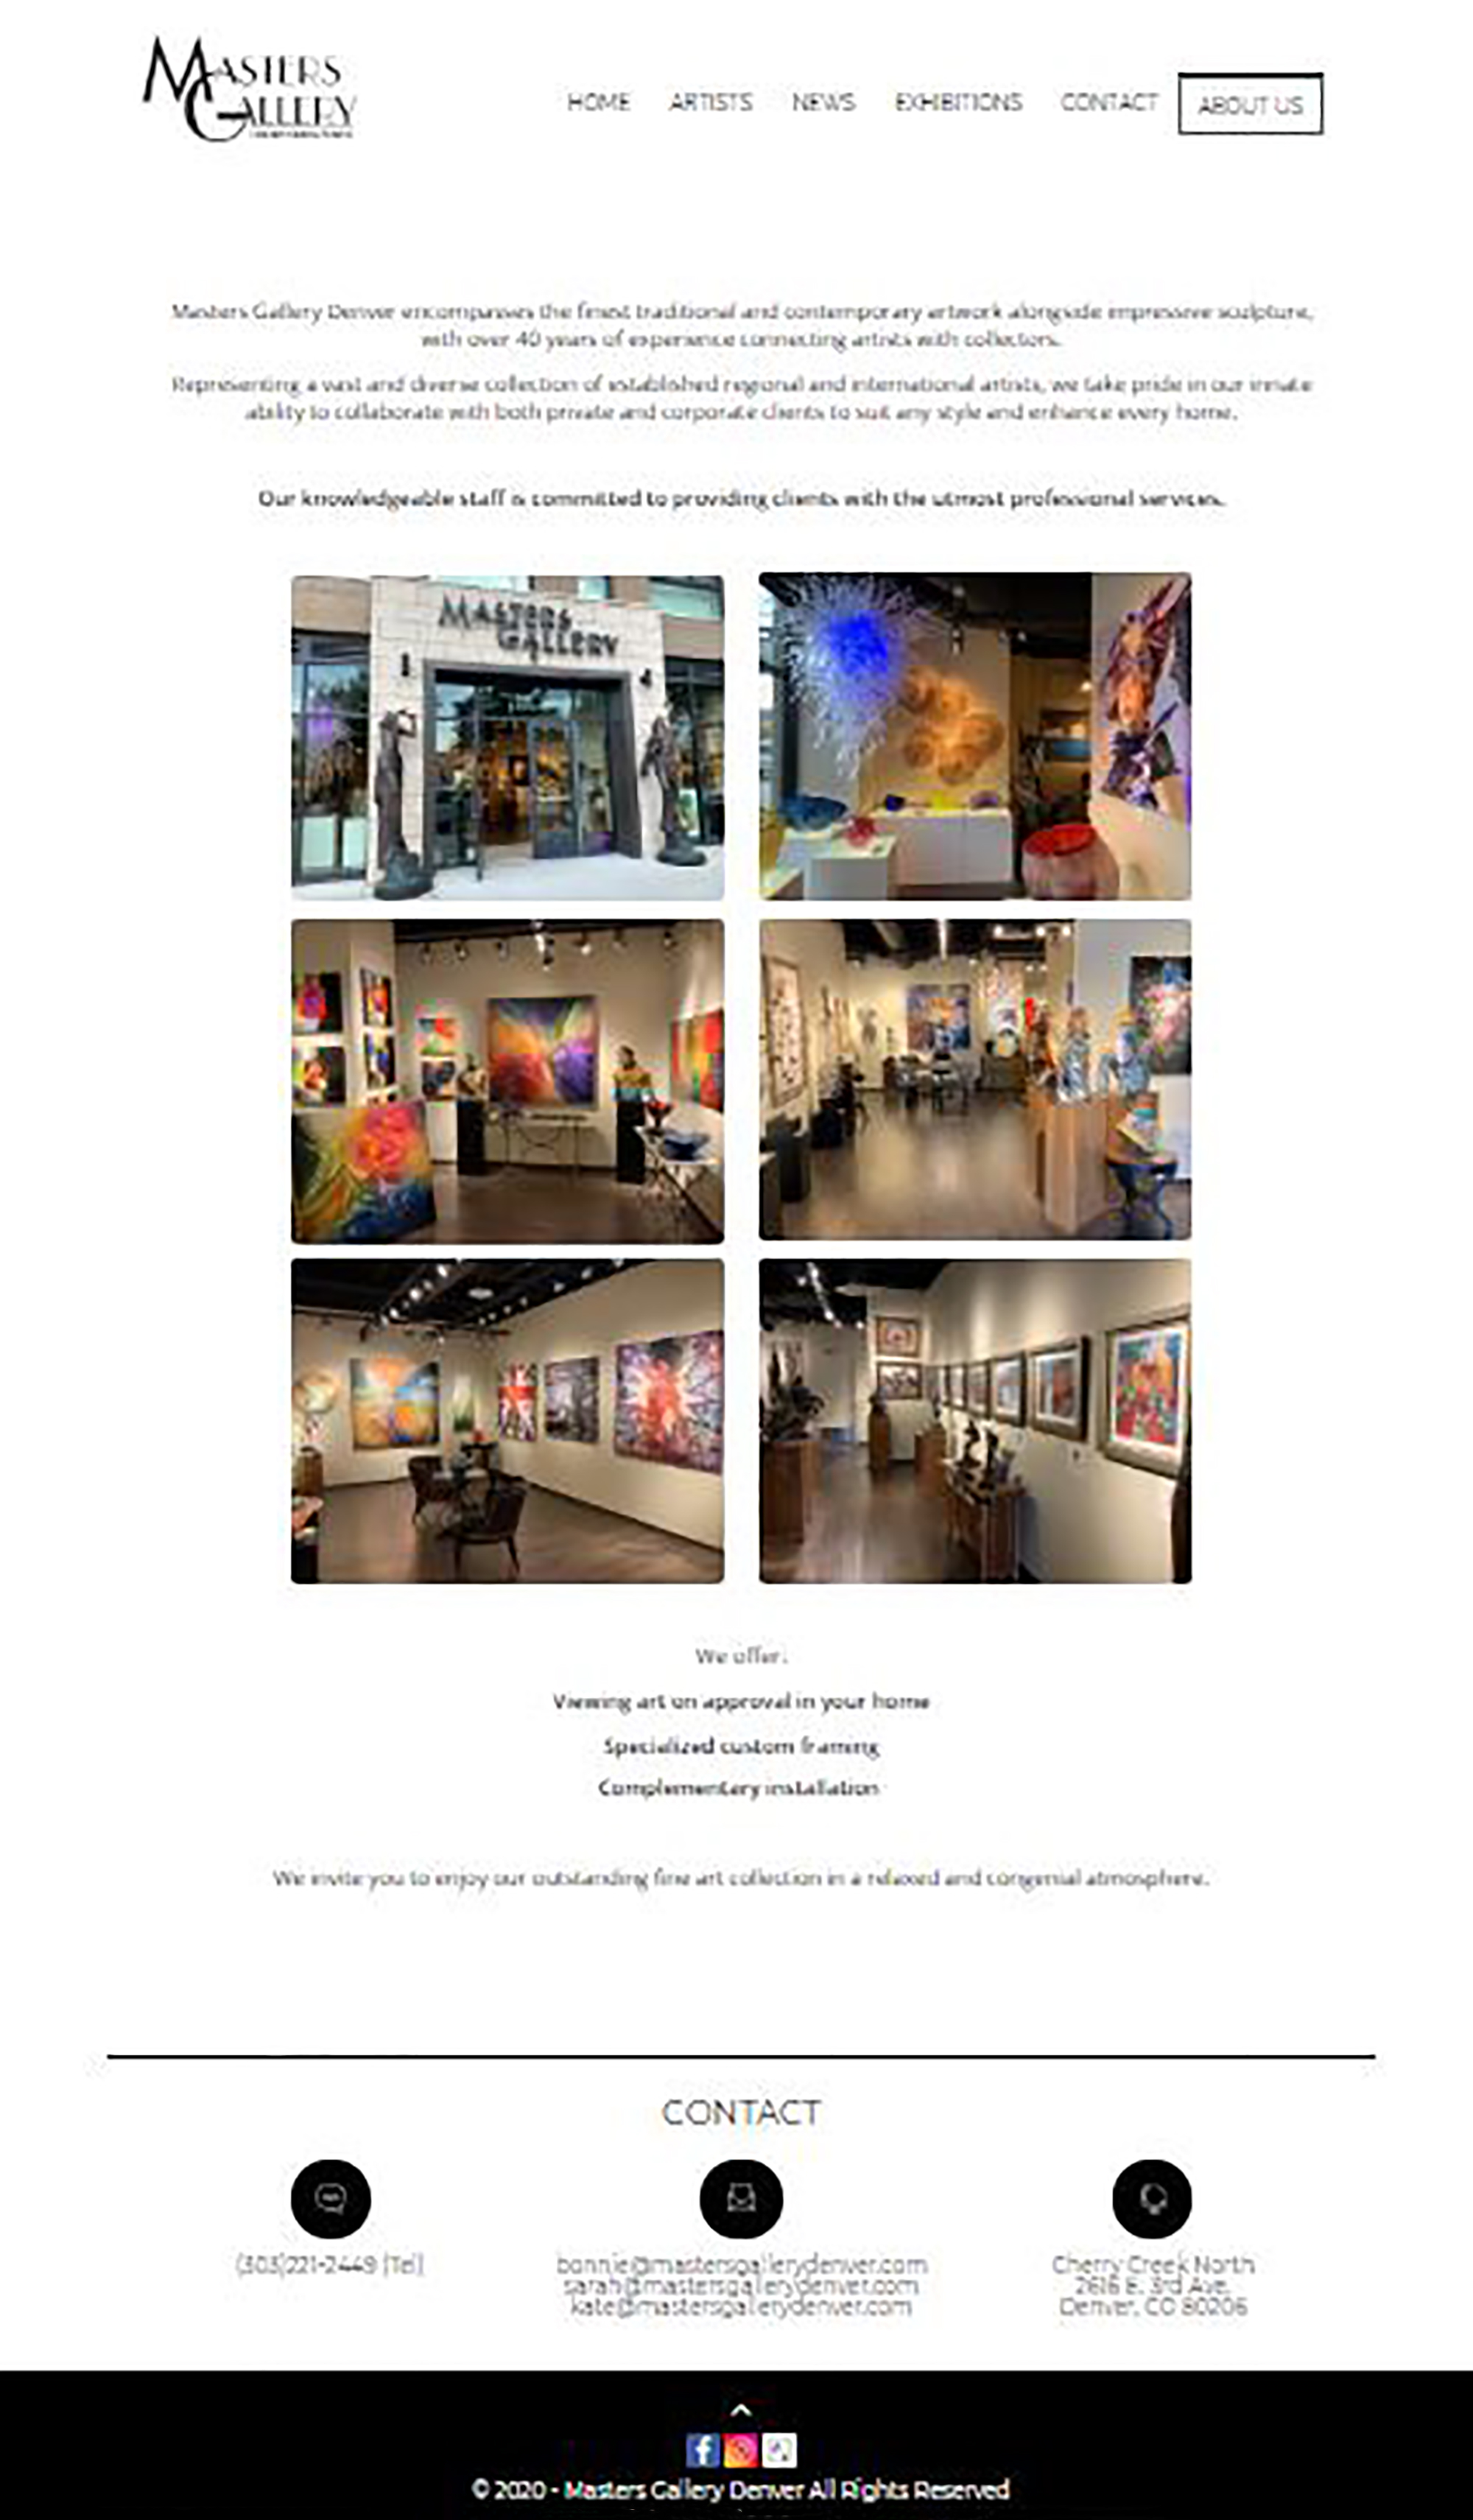 MASTERS
GALLERY
HOME ARTISTS NEWS EXHIBITIONS CONTACT ABOUT US
Masters Gallery Denver encompasses the finest traditional and contemporary artwork alongside impressive sculpture,
with over 40 years of experience connecting artists with collectors.
Representing a vast and diverse collection of established regional and international artists, we take pride in our innate
ability to collaborate with both private and corporate clients to suit any style and enhance every home.
Our knowledgeable staff is committed to providing clients with the utmost professional services.
MASTERS
GALLERY
We offer:
Viewing art on approval in your home
Specialized custom framing
Complementary installation
We invite you to enjoy our outstanding fine art collection in a relaxed and congenial atmosphere.
CONTACT
(303)221-2449 (Tel)
bonnie@mastersgallerydenver.com
sarah@mastersgallerydenver.com
kate@mastersgallerydenver.com
Cherry Creek North
2616 E. 3rd Ave.
Denver, CO 80206
© 2020 - Masters Gallery Denver All Rights Reserved